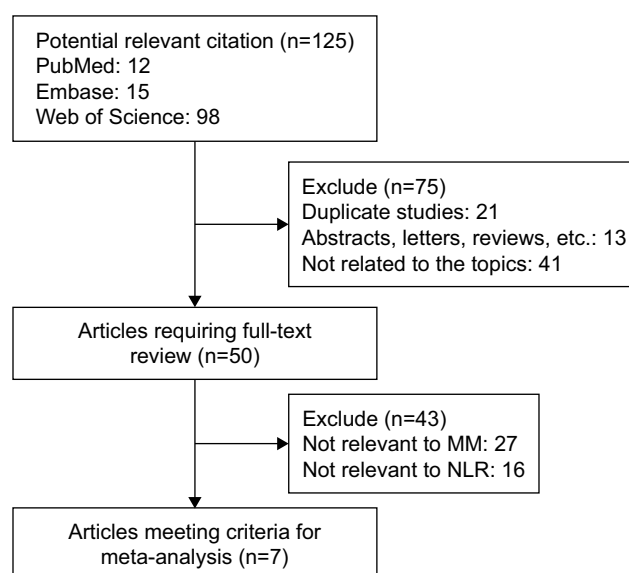 Potential relevant citation (n=125)
PubMed: 12
Embase: 15
Web of Science: 98
Exclude (n=75)
Duplicate studies: 21
Abstracts, letters, reviews, etc.: 13
Not related to the topics: 41
Articles requiring full-text
review (n=50)
Exclude (n=43)
Not relevant to MM: 27
Not relevant to NLR: 16
Articles meeting criteria for
meta-analysis (n=7)